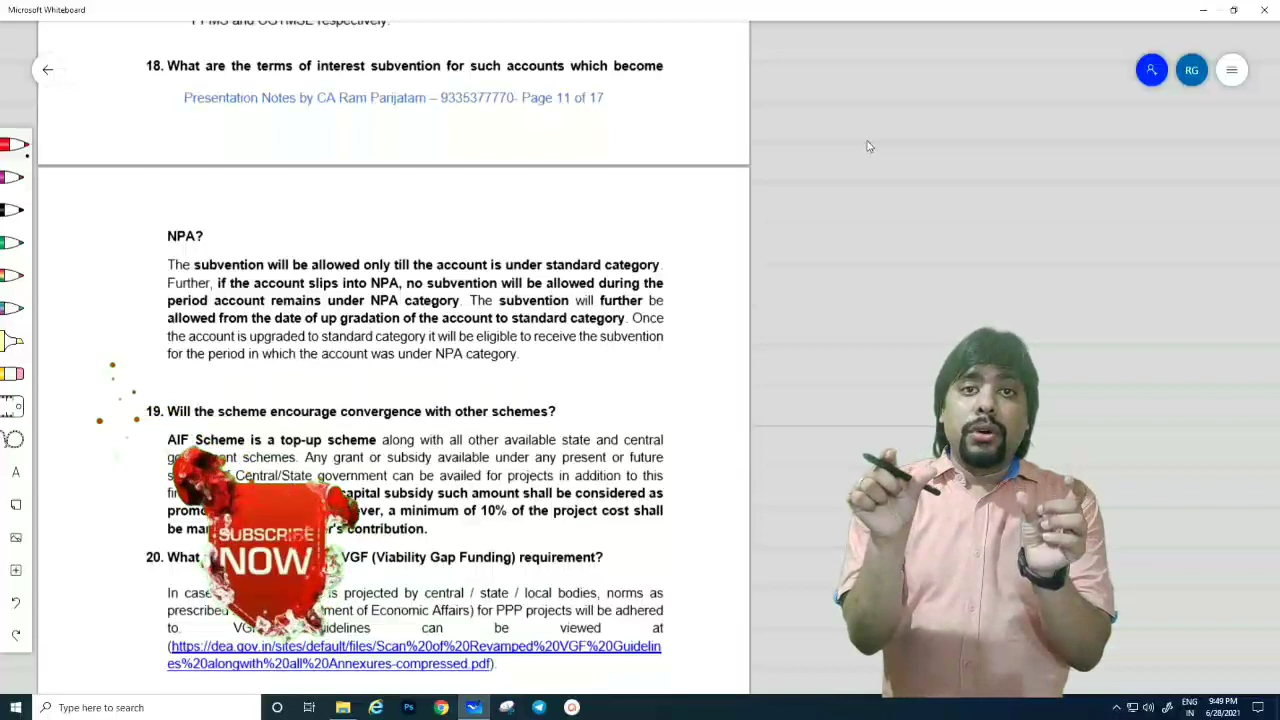 Microsoft Whiteboard
18. What are the terms of interest subvention for such accounts which become
Presentation Notes by CA Ram Parijatam – 9335377770- Page 11 of 17
RG
NPA?
The subvention will be allowed only till the account is under standard category.
Further, if the account slips into NPA, no subvention will be allowed during the
period account remains under NPA category. The subvention will further be
allowed from the date of up gradation of the account to standard category. Once
the account is upgraded to standard category it will be eligible to receive the subvention
for the period in which the account was under NPA category.
19. Will the scheme encourage convergence with other schemes?
AIF Scheme is a top-up scheme along with all other available state and central
schemes. Any grant or subsidy available under any present or future
Central/State government can be availed for projects in addition to this
capital subsidy such amount shall be considered as
a minimum of 10% of the project cost shall
be contribution.
SUBSCRIBE
NOW
20. What VGF (Viability Gap Funding) requirement?
In case is projected by central / state / local bodies, norms as
prescribed of Economic Affairs) for PPP projects will be adhered
to. can be viewed at
(https://dea.gov.in/sites/default/files/Scan%20of%20Revamped%20VGF%20Guidelin
es%20alongwith%20all%20Annexures-compressed.pdf).
A
Type here to search
ENG
IN
9:49 PM
6/28/2021